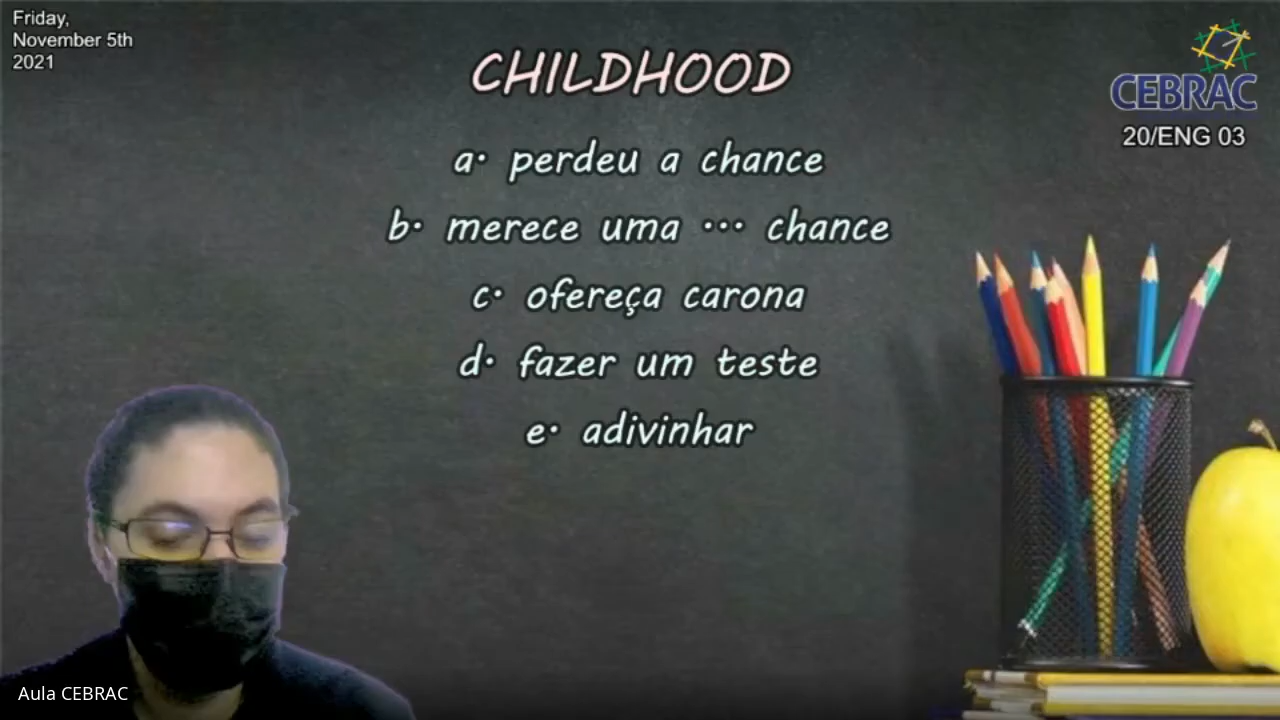 Friday,
November 5th
2021
CHILDHOOD
CEBRAC
20/ENG 03
a. perdeu a chance
b. merece uma ... chance
c. ofereça carona
d. fazer um teste
e. adivinhar
Aula CEBRAC